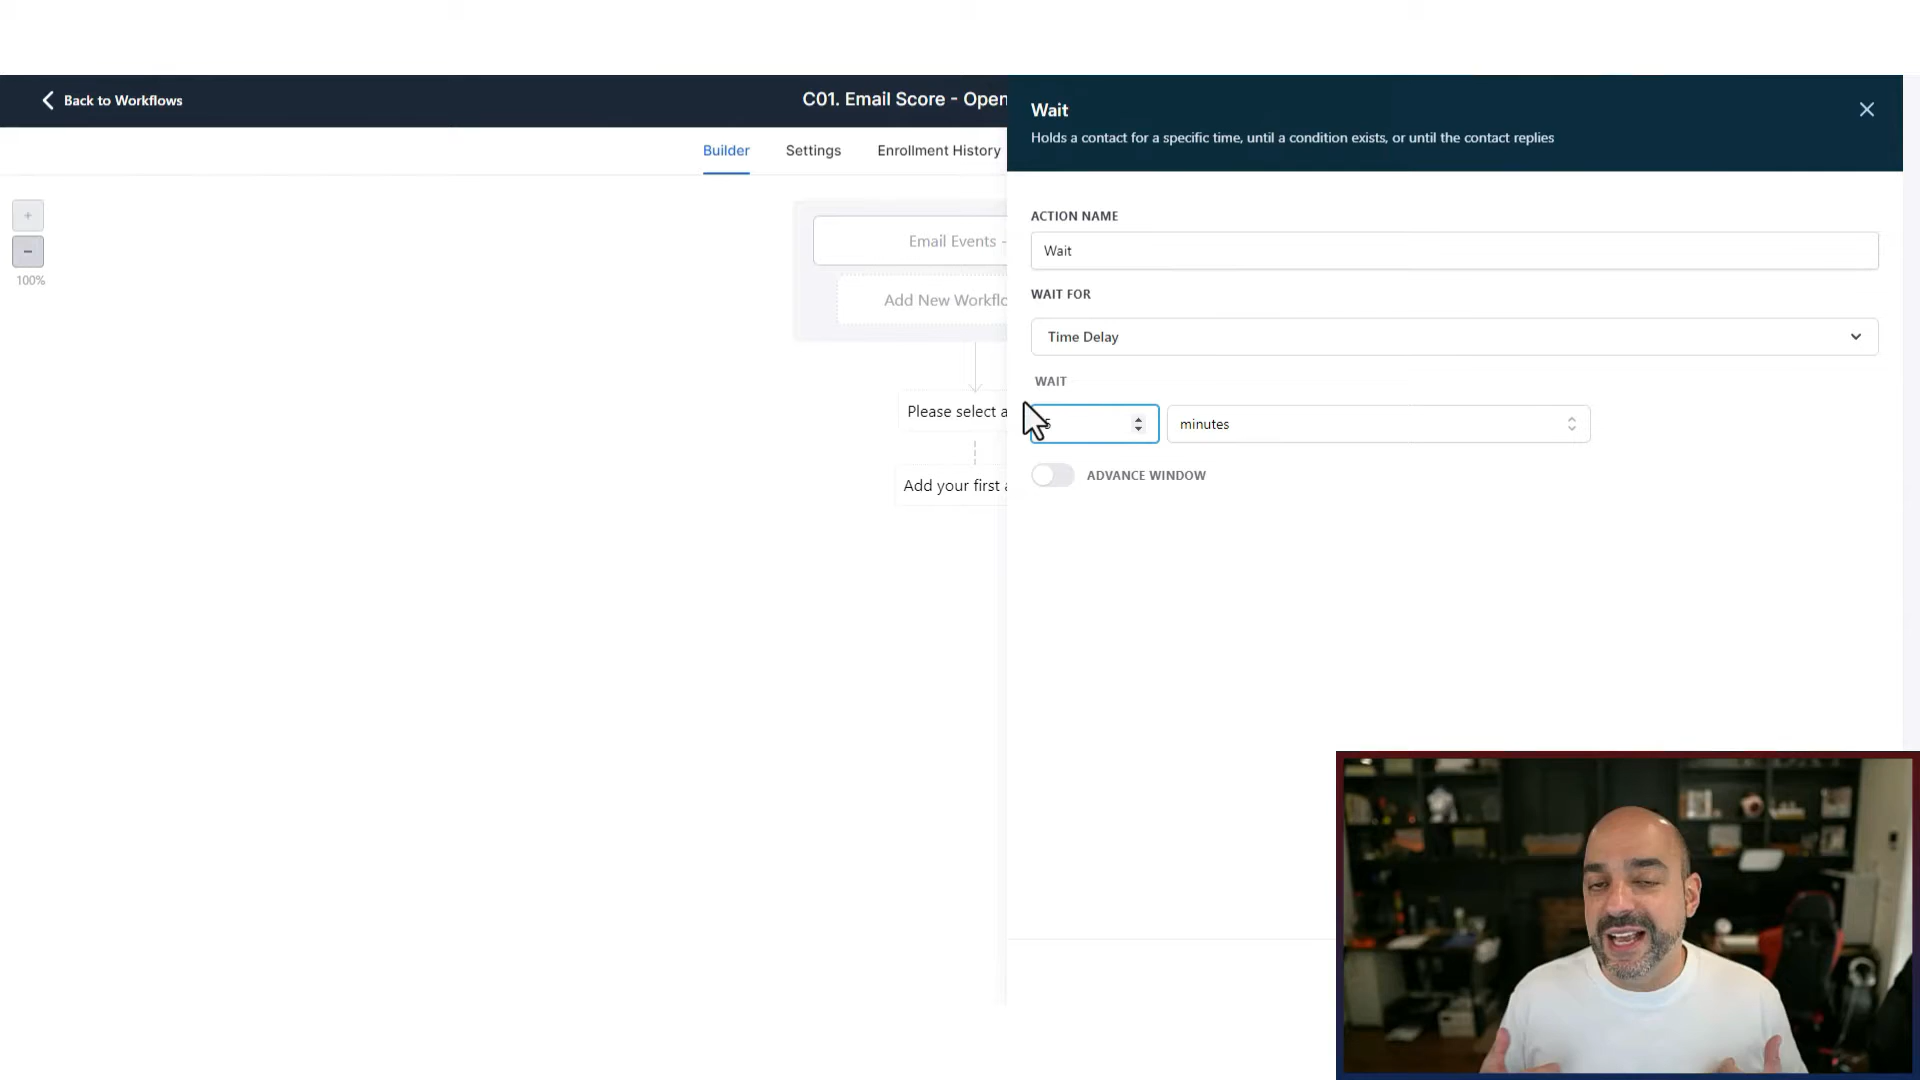 Back to Workflows
C01. Email Score - Open
Builder
Settings
Enrollment History
+
-
100%
Email Events -
Add New Workflo
Please select a
Add your first a
Wait
Holds a contact for a specific time, until a condition exists, or until the contact replies
ACTION NAME
Wait
WAIT FOR
Time Delay
WAIT
5
minutes
ADVANCE WINDOW